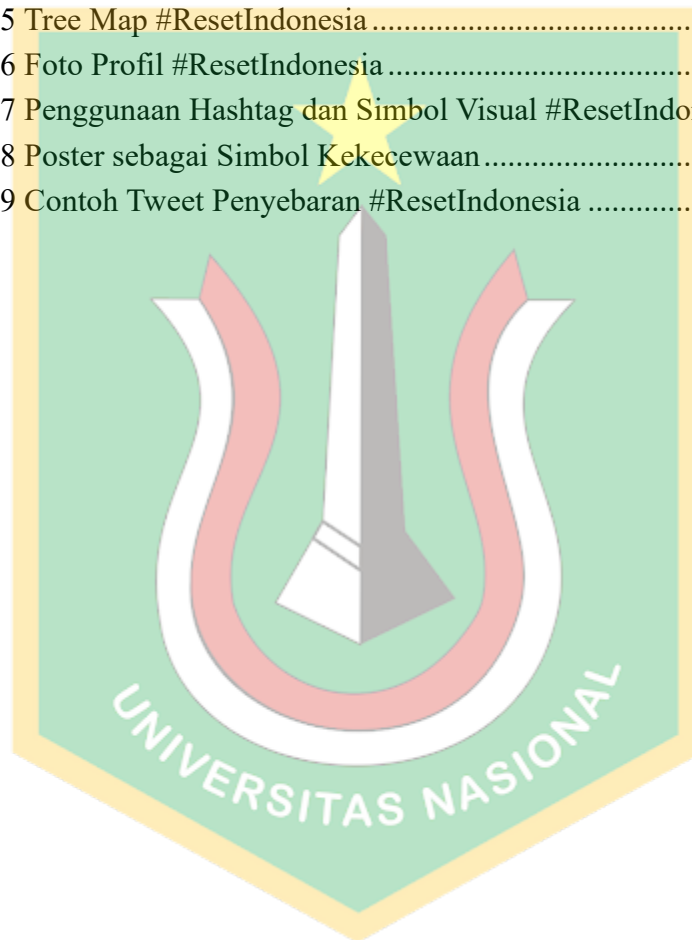 5 Tree Map #ResetIndonesia
6 Foto Profil #ResetIndonesia
7 Penggunaan Hashtag dan Simbol Visual #ResetIndo
8 Poster sebagai Simbol Kekecewaan
9 Contoh Tweet Penyebaran #ResetIndonesia
UNIVERSITAS NASIONAL